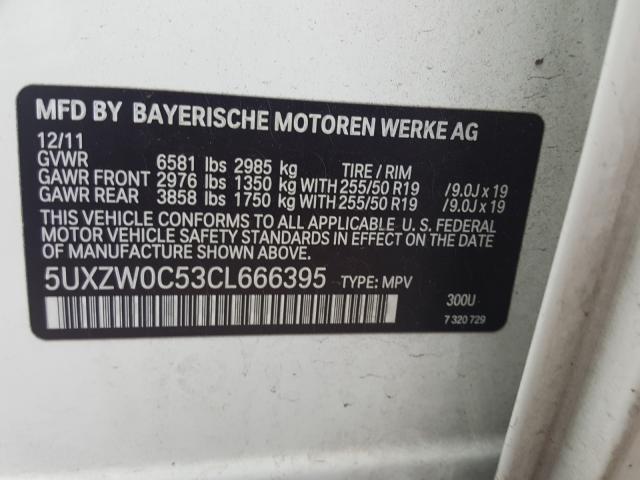 MFD BY BAYERISCHE MOTOREN WERKE AG
12/11
GVWR 6581 lbs 2985 kg TIRE / RIM
GAWR FRONT 2976 lbs 1350 kg WITH 255/50 R19 /9.0J x 19
GAWR REAR 3858 lbs 1750 kg WITH 255/50 R19 /9.0J x 19
THIS VEHICLE CONFORMS TO ALL APPLICABLE U. S. FEDERAL
MOTOR VEHICLE SAFETY STANDARDS IN EFFECT ON THE
DATE OF MANUFACTURE SHOWN ABOVE.
5UXZW0C53CL666395 TYPE: MPV
300U
7 320 729